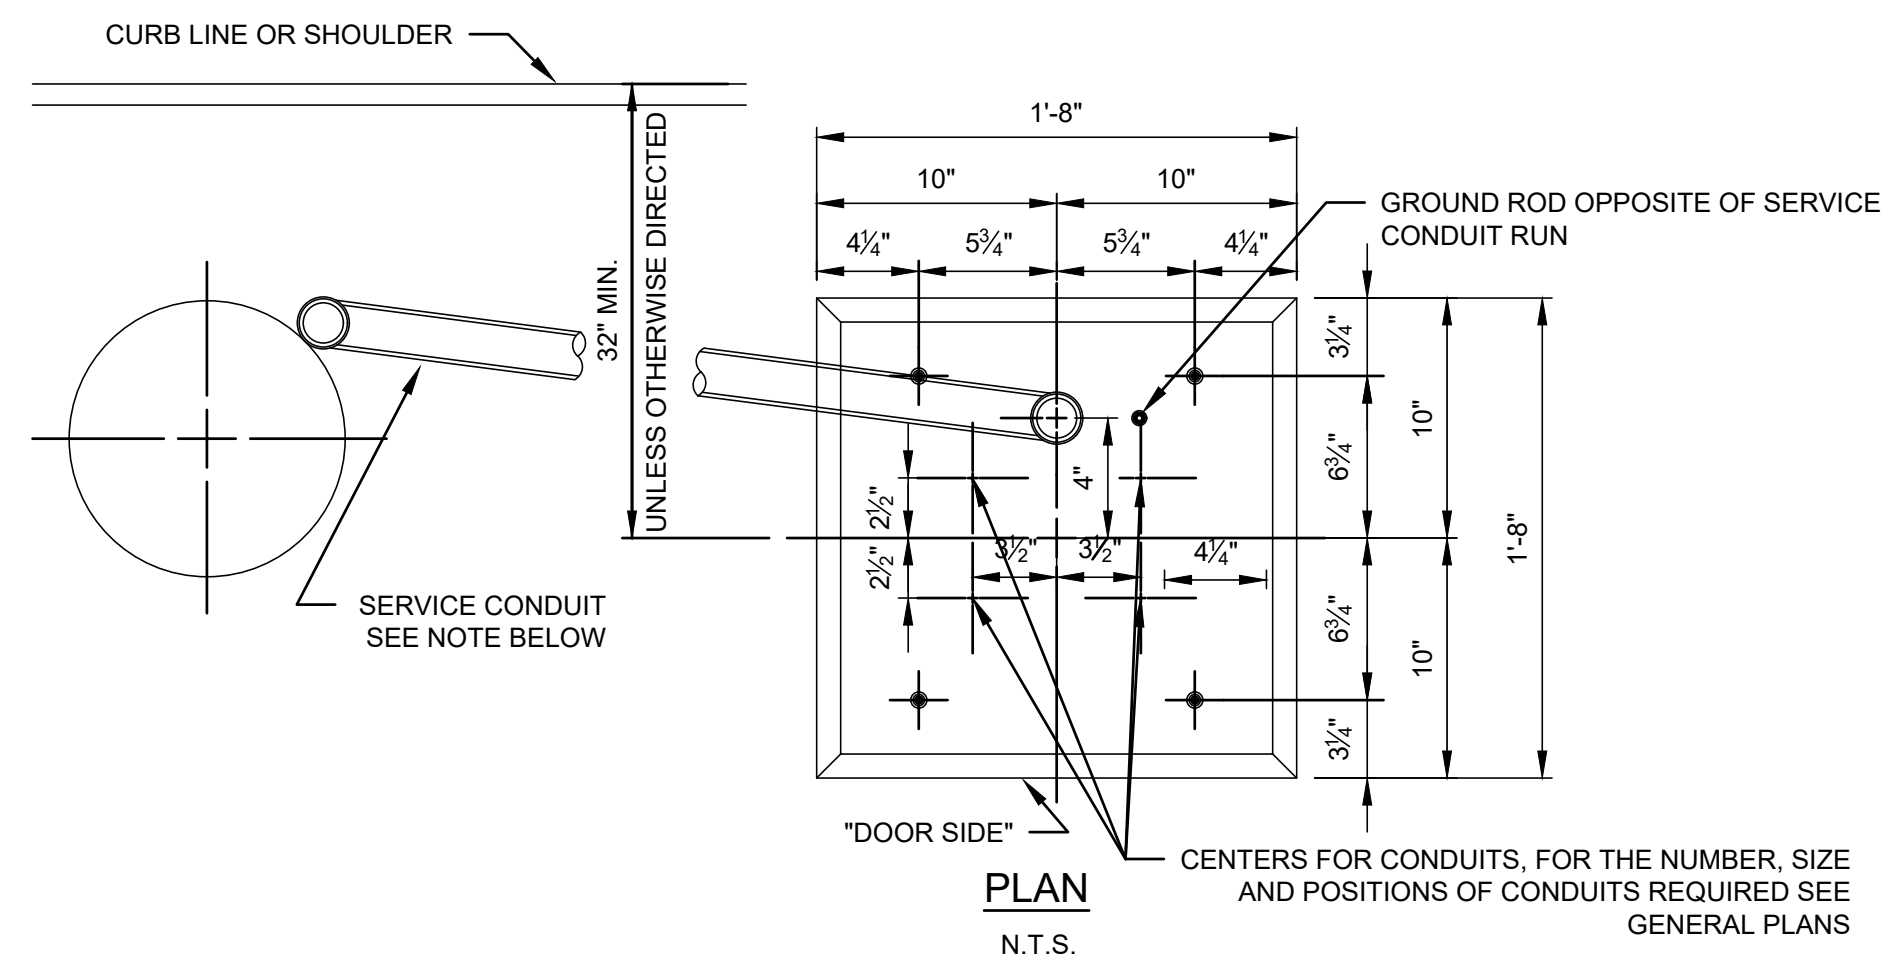 CURB LINE OR SHOULDER
1'-8"
10"
10"
4¼"
5¾"
5¾"
4¼"
GROUND ROD OPPOSITE OF SERVICE
CONDUIT RUN
32" MIN.
UNLESS OTHERWISE DIRECTED
3¼"
10"
6¾"
4"
2½"
2½"
3½"
3½"
4¼"
1'-8"
6¾"
10"
3¼"
SERVICE CONDUIT
SEE NOTE BELOW
"DOOR SIDE"
CENTERS FOR CONDUITS, FOR THE NUMBER, SIZE
AND POSITIONS OF CONDUITS REQUIRED SEE
GENERAL PLANS
PLAN
N.T.S.